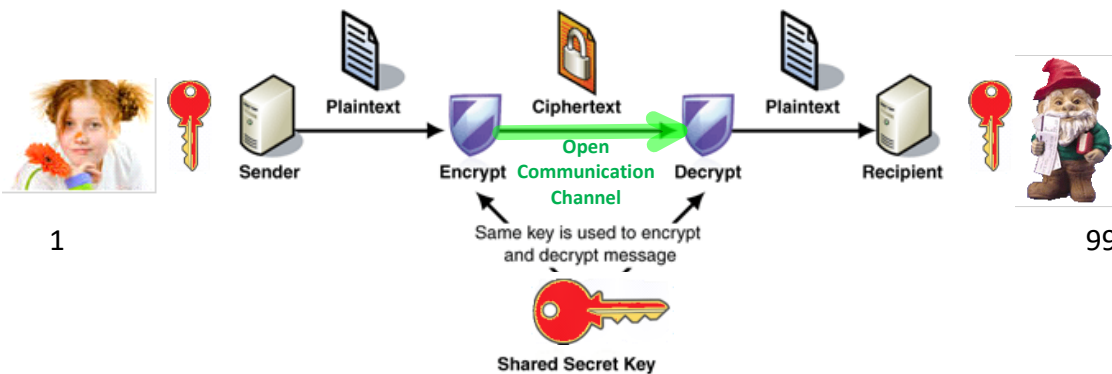 Plaintext
Ciphertext
Plaintext
Open
Communication
Channel
Sender
Encrypt
Decrypt
Recipient
1
Same key is used to encrypt
and decrypt message
99
Shared Secret Key